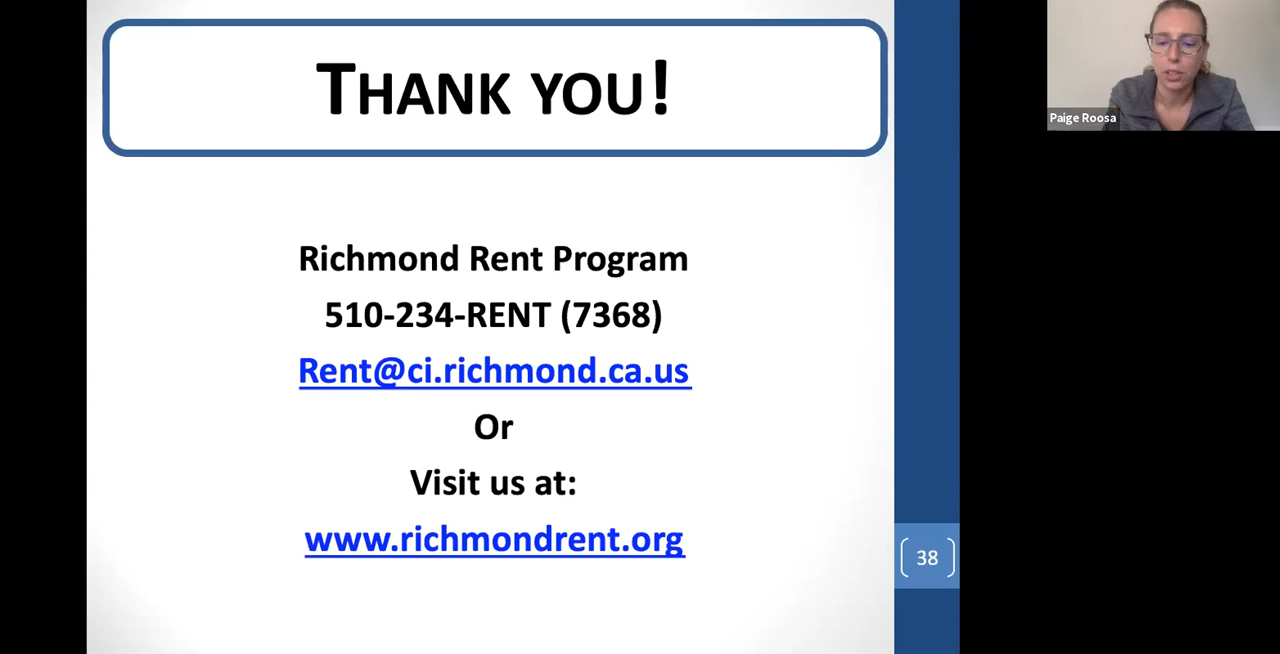 THANK YOU!
Richmond Rent Program
510-234-RENT (7368)
Rent@ci.richmond.ca.us
Or
Visit us at:
www.richmondrent.org
38
Paige Roosa